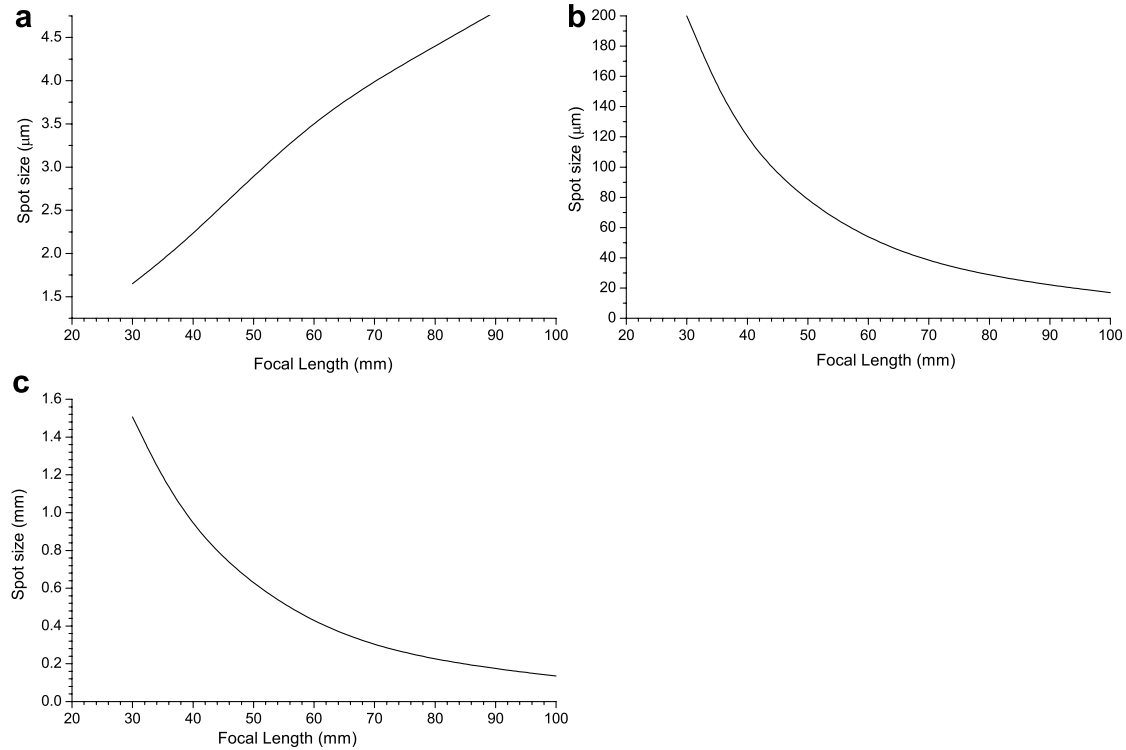 a
4.5
4.0
3.5
3.0
2.5
2.0
1.5
Spot size (μm)
20 30 40 50 60 70 80 90 100
Focal Length (mm)
b
200
180
160
140
120
100
80
60
40
20
0
Spot size (μm)
20 30 40 50 60 70 80 90 100
Focal Length (mm)
c
1.6
1.4
1.2
1.0
0.8
0.6
0.4
0.2
0.0
Spot size (mm)
20 30 40 50 60 70 80 90 100
Focal Length (mm)